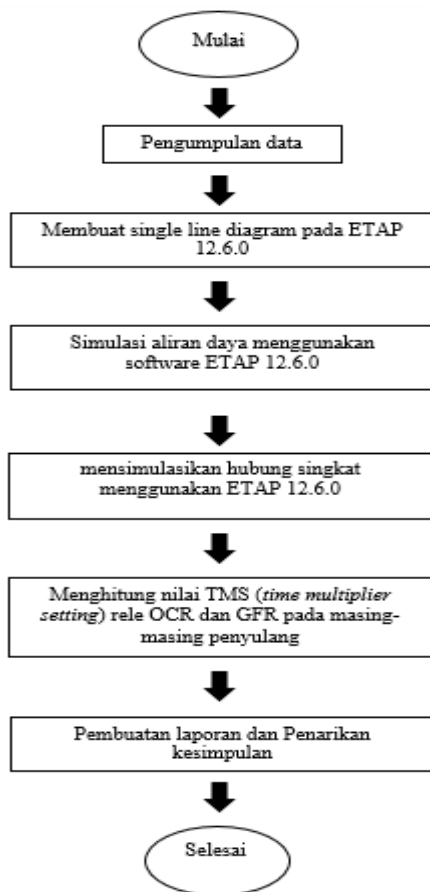 Mulai
Pengumpulan data
Membuat single line diagram pada ETAP
12.6.0
Simulasi aliran daya menggunakan
software ETAP 12.6.0
mensimulasikan hubung singkat
menggunakan ETAP 12.6.0
Menghitung nilai TMS (time multiplier
setting) rele OCR dan GFR pada masing-
masing penyulang
Pembuatan laporan dan Penarikan
kesimpulan
Selesai